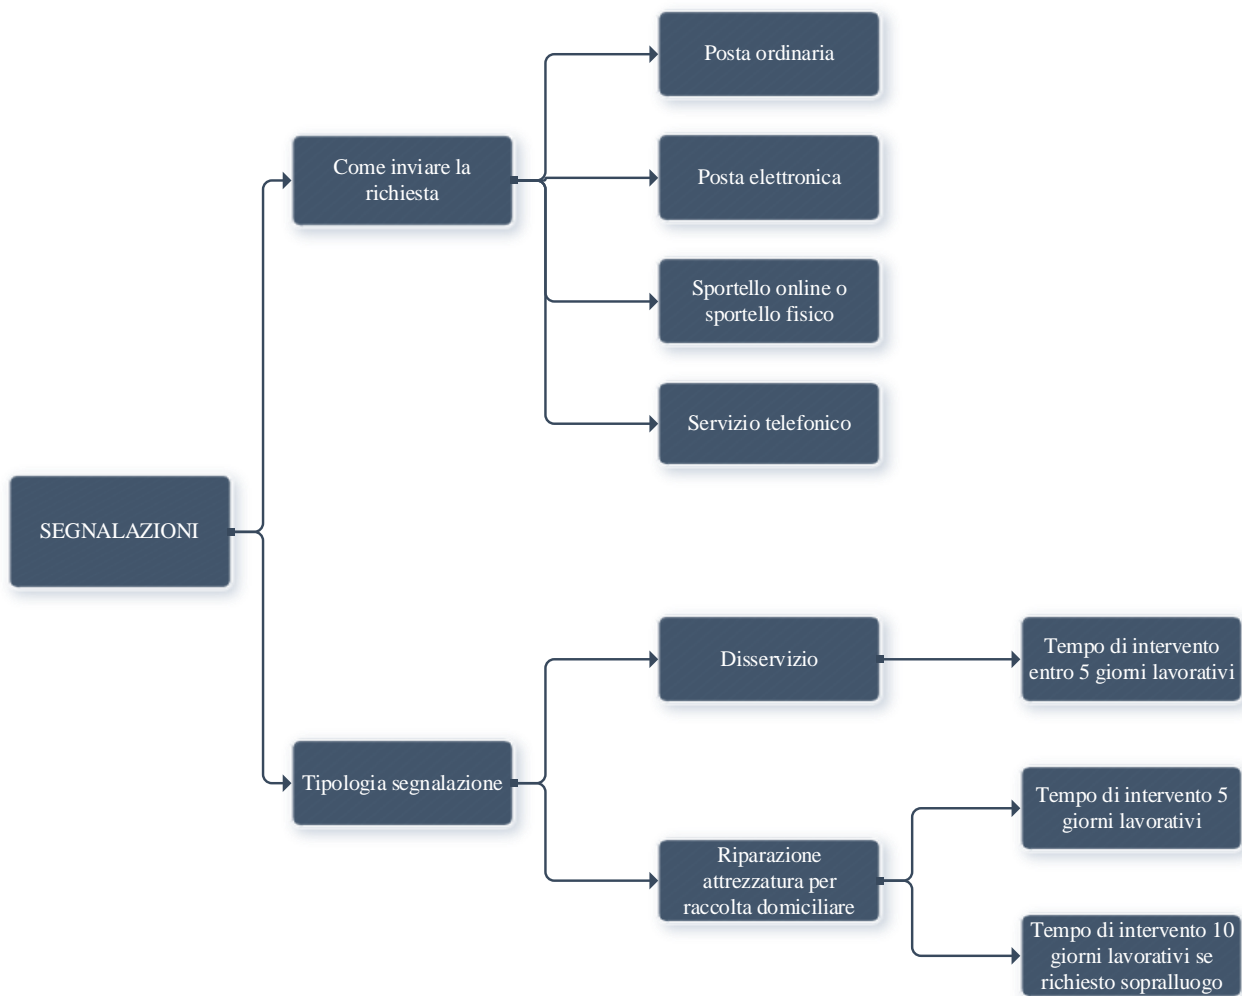 Posta ordinaria
Come inviare la
richiesta
Posta elettronica
Sportello online o
sportello fisico
Servizio telefonico
SEGNALAZIONI
Disservizio
Tempo di intervento
entro 5 giorni lavorativi
Tipologia segnalazione
Tempo di intervento 5
giorni lavorativi
Riparazione
attrezzatura per
raccolta domiciliare
Tempo di intervento 10
giorni lavorativi se
richiesto sopralluogo